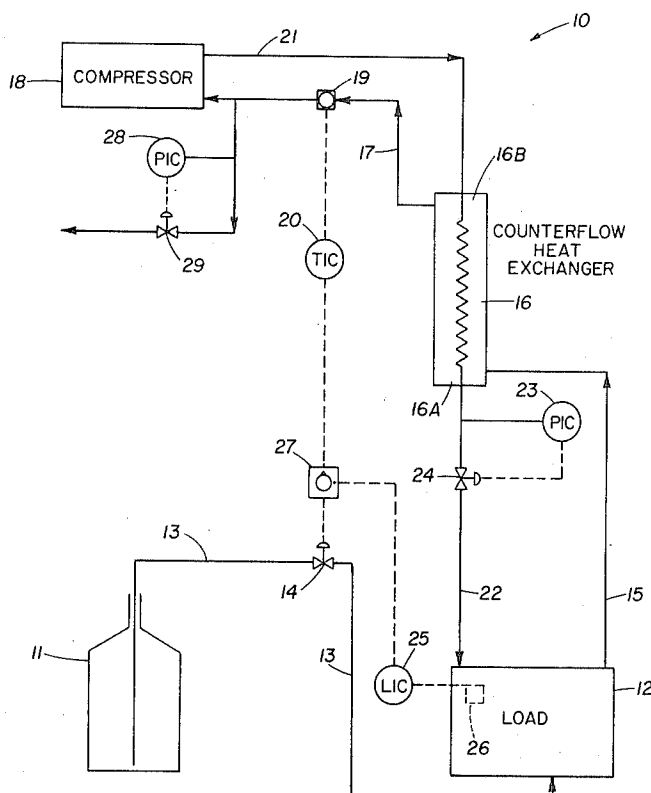 21
10
18
COMPRESSOR
19
28
PIC
17
16B
20
29
TIC
COUNTERFLOW
HEAT
EXCHANGER
16
16A
23
PIC
27
24
13
14
22
15
11
13
25
LIC
12
LOAD
26